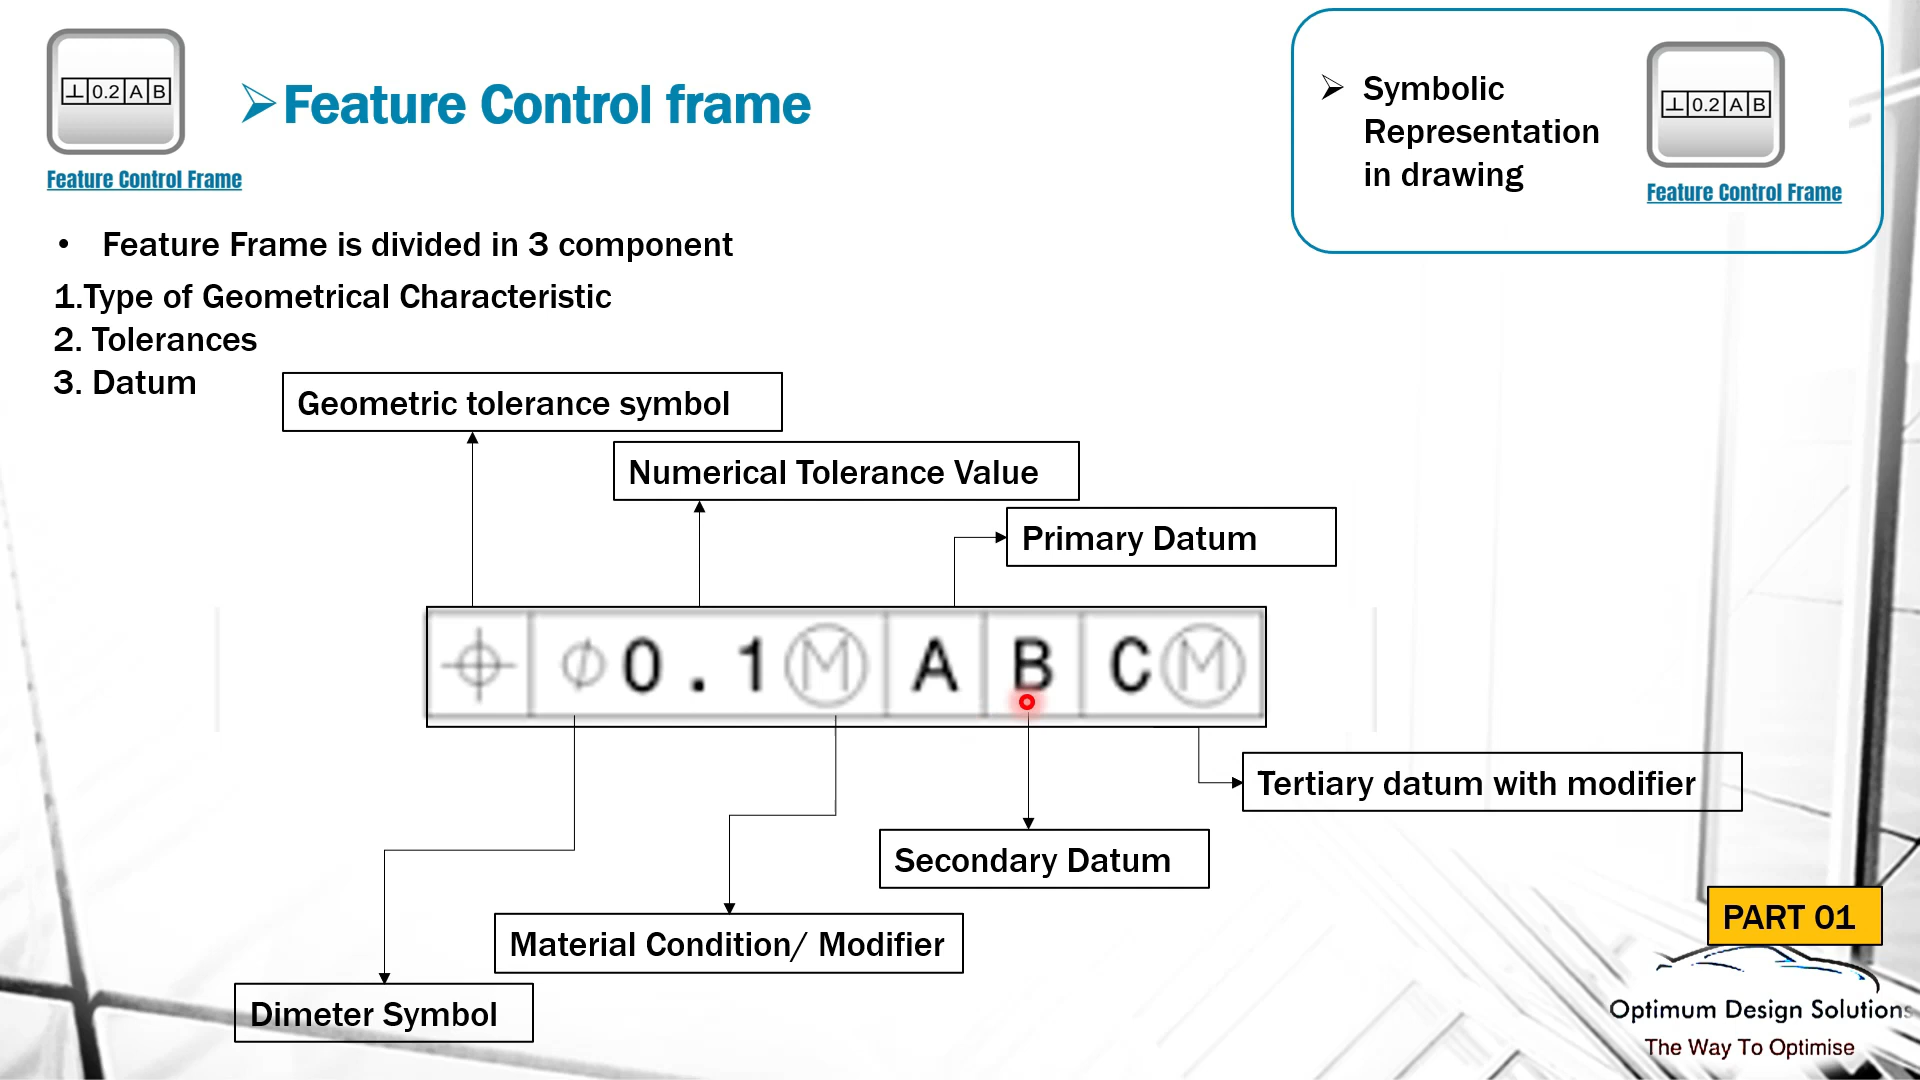 ⊥ 0.2 A B
Feature Control Frame
➢Feature Control frame
➢ Symbolic
Representation
in drawing
⊥ 0.2 A B
Feature Control Frame
• Feature Frame is divided in 3 component
1.Type of Geometrical Characteristic
2. Tolerances
3. Datum
Geometric tolerance symbol
Numerical Tolerance Value
Primary Datum
⌖ ⌀0.1Ⓜ A B CⓂ
Tertiary datum with modifier
Secondary Datum
Material Condition/ Modifier
Dimeter Symbol
PART 01
Optimum Design Solutions
The Way To Optimise